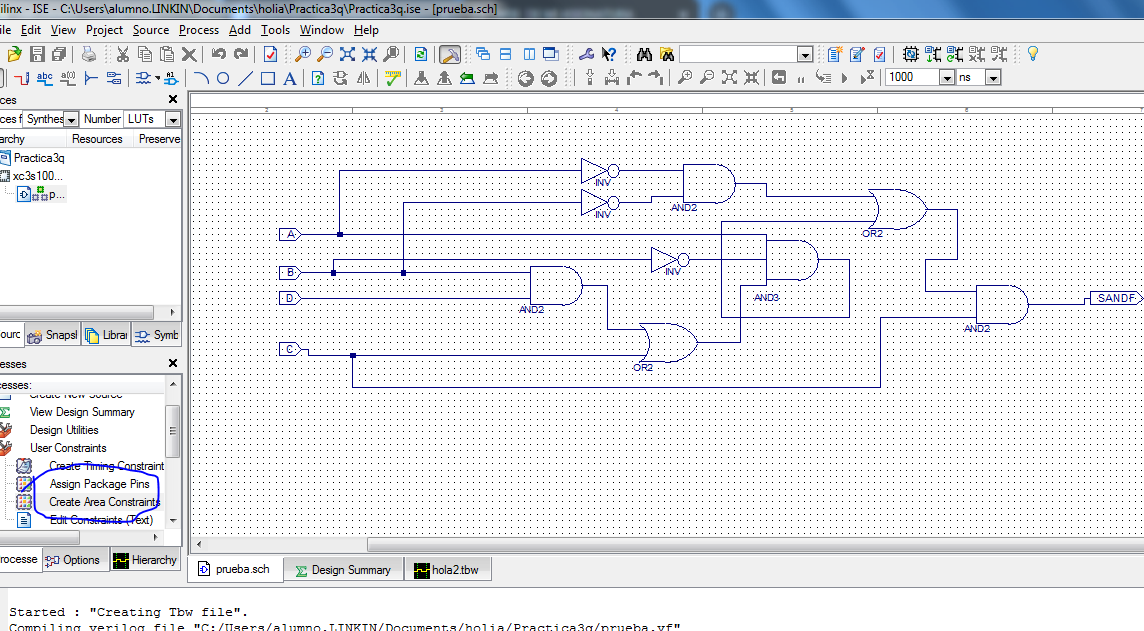 ilinx - ISE - C:\Users\alumno.LINKIN\Documents\holia\Practica3q\Practica3q.ise - [prueba.sch]
ile Edit View Project Source Process Add Tools Window Help
1000 ns
ces
ces f Synthes Number LUTs
archy Resources Preserve
Practica3q
xc3s100...
p...
ourc Snapsl Librai Symb
esses
cesses:
Create New Source
View Design Summary
Design Utilities
User Constraints
Create Timing Constraint
Assign Package Pins
Create Area Constraints
Edit Constraints (Text)
rocesse Options Hierarchy
INV
INV
AND2
OR2
A
B
INV
D
AND2
AND3
SANDF
AND2
C
OR2
prueba.sch Design Summary hola2.tbw
Started : "Creating Tbw file".
Compiling verilog file "C:/Users/alumno.LINKIN/Documents/holia/Practica3q/prueba.vf"